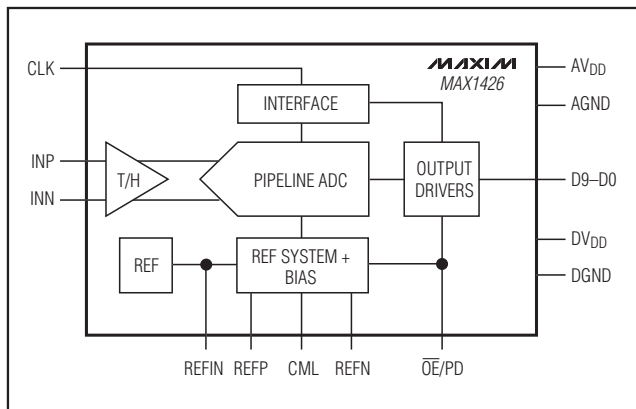 CLK
MAXIM
MAX1426
AVDD
INTERFACE
AGND
INP
T/H
PIPELINE ADC
OUTPUT
DRIVERS
D9–D0
INN
DVDD
REF
REF SYSTEM +
BIAS
DGND
REFIN
REFP
CML
REFN
O̅E̅/PD